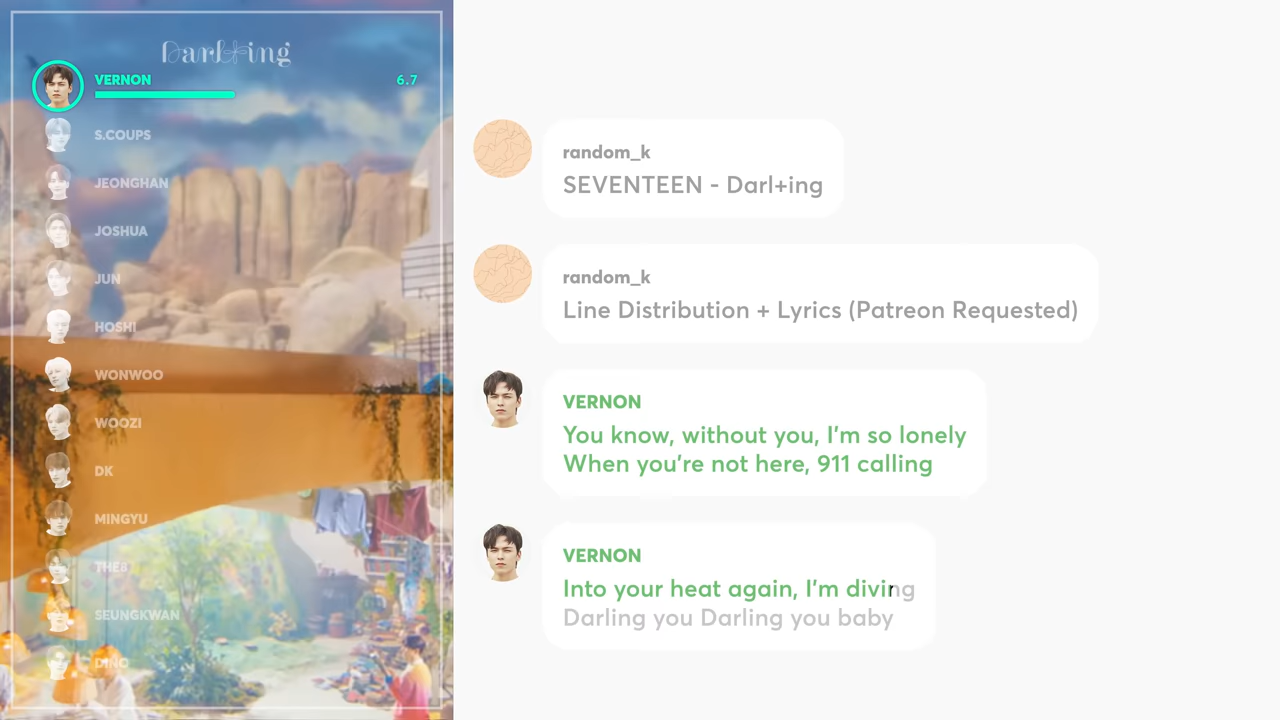 Darl+ing
VERNON 6.7
S.COUPS
JEONGHAN
JOSHUA
JUN
HOSHI
WONWOO
WOOZI
DK
MINGYU
THE8
SEUNGKWAN
DINO
random_k
SEVENTEEN - Darl+ing
random_k
Line Distribution + Lyrics (Patreon Requested)
VERNON
You know, without you, I'm so lonely
When you're not here, 911 calling
VERNON
Into your heat again, I'm diving
Darling you Darling you baby